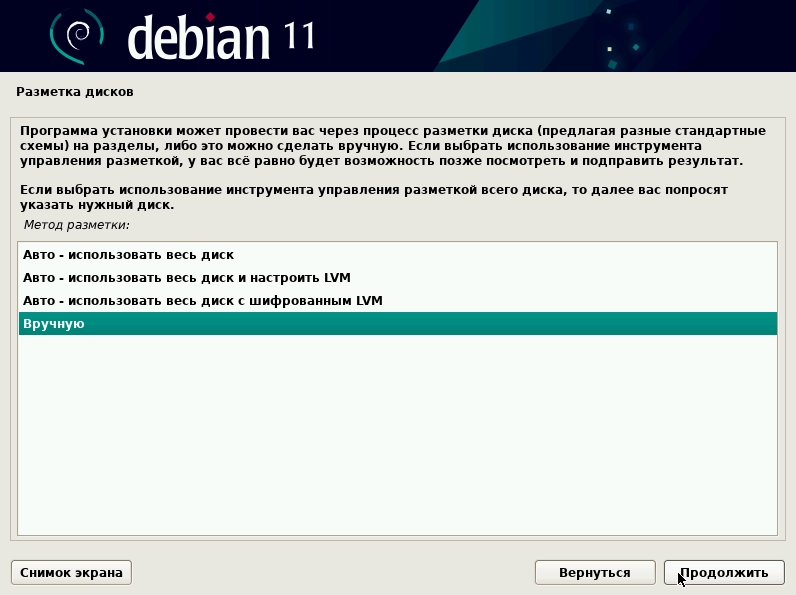 debian 11
Разметка дисков
Программа установки может провести вас через процесс разметки диска (предлагая разные стандартные
схемы) на разделы, либо это можно сделать вручную. Если выбрать использование инструмента
управления разметкой, у вас всё равно будет возможность позже посмотреть и подправить результат.
Если выбрать использование инструмента управления разметкой всего диска, то далее вас попросят
указать нужный диск.
Метод разметки:
Авто - использовать весь диск
Авто - использовать весь диск и настроить LVM
Авто - использовать весь диск с шифрованным LVM
Вручную
Снимок экрана
Вернуться
Продолжить